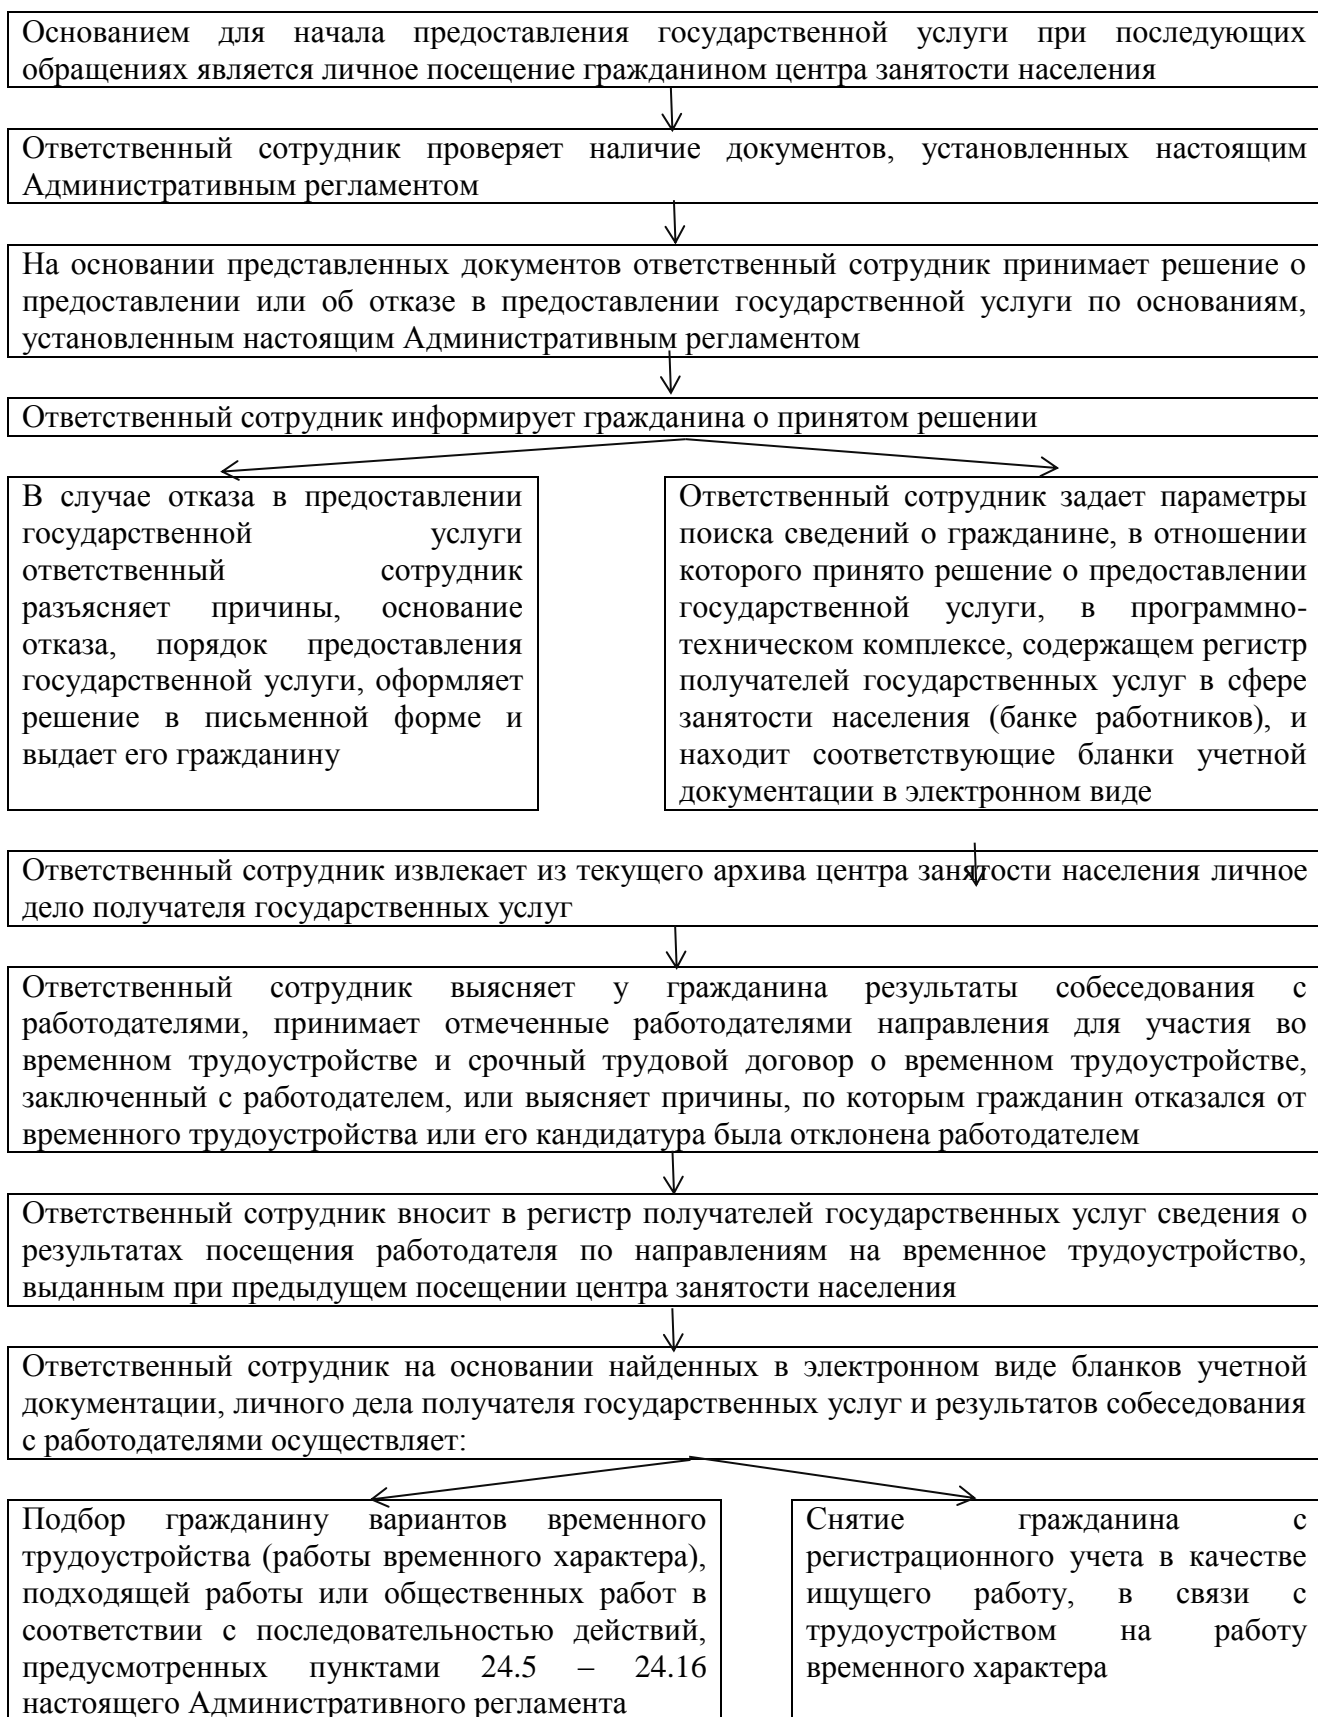 Основанием для начала предоставления государственной услуги при последующих
обращениях является личное посещение гражданином центра занятости населения
Ответственный сотрудник проверяет наличие документов, установленных настоящим
Административным регламентом
На основании представленных документов ответственный сотрудник принимает решение о
предоставлении или об отказе в предоставлении государственной услуги по основаниям,
установленным настоящим Административным регламентом
Ответственный сотрудник информирует гражданина о принятом решении
В случае отказа в предоставлении
государственной услуги
ответственный сотрудник
разъясняет причины, основание
отказа, порядок предоставления
государственной услуги, оформляет
решение в письменной форме и
выдает его гражданину
Ответственный сотрудник задает параметры
поиска сведений о гражданине, в отношении
которого принято решение о предоставлении
государственной услуги, в программно-
техническом комплексе, содержащем регистр
получателей государственных услуг в сфере
занятости населения (банке работников), и
находит соответствующие бланки учетной
документации в электронном виде
Ответственный сотрудник извлекает из текущего архива центра занятости населения личное
дело получателя государственных услуг
Ответственный сотрудник выясняет у гражданина результаты собеседования с
работодателями, принимает отмеченные работодателями направления для участия во
временном трудоустройстве и срочный трудовой договор о временном трудоустройстве,
заключенный с работодателем, или выясняет причины, по которым гражданин отказался от
временного трудоустройства или его кандидатура была отклонена работодателем
Ответственный сотрудник вносит в регистр получателей государственных услуг сведения о
результатах посещения работодателя по направлениям на временное трудоустройство,
выданным при предыдущем посещении центра занятости населения
Ответственный сотрудник на основании найденных в электронном виде бланков учетной
документации, личного дела получателя государственных услуг и результатов собеседования
с работодателями осуществляет:
Подбор гражданину вариантов временного
трудоустройства (работы временного характера),
подходящей работы или общественных работ в
соответствии с последовательностью действий,
предусмотренных пунктами 24.5 – 24.16
настоящего Административного регламента
Снятие гражданина с
регистрационного учета в качестве
ищущего работу, в связи с
трудоустройством на работу
временного характера